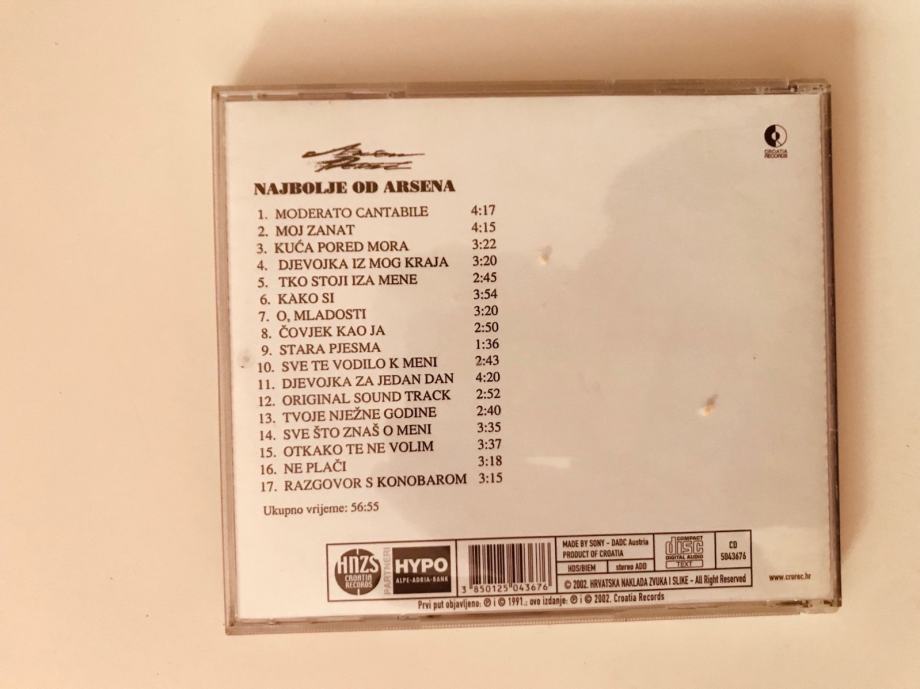 CROATIA
RECORDS
NAJBOLJE OD ARSENA
1. MODERATO CANTABILE 4:17
2. MOJ ZANAT 4:15
3. KUĆA PORED MORA 3:22
4. DJEVOJKA IZ MOG KRAJA 3:20
5. TKO STOJI IZA MENE 2:45
6. KAKO SI 3:54
7. O, MLADOSTI 3:20
8. ČOVJEK KAO JA 2:50
9. STARA PJESMA 1:36
10. SVE TE VODILO K MENI 2:43
11. DJEVOJKA ZA JEDAN DAN 4:20
12. ORIGINAL SOUND TRACK 2:52
13. TVOJE NJEŽNE GODINE 2:40
14. SVE ŠTO ZNAŠ O MENI 3:35
15. OTKAKO TE NE VOLIM 3:37
16. NE PLAČI 3:18
17. RAZGOVOR S KONOBAROM 3:15
Ukupno vrijeme: 56:55
HNZS
CROATIA
RECORDS
PARTNERI
HYPO
ALPE-ADRIA-BANK
3 850125 043676
MADE BY SONY - DADC Austria
PRODUCT OF CROATIA
HDS/BIEM stereo ADD
COMPACT
disc
DIGITAL AUDIO
TEXT
CD
5043676
© 2002. HRVATSKA NAKLADA ZVUKA I SLIKE - All Right Reserved
www.crorec.hr
Prvi put objavljeno: ℗ i © 1991.; ovo izdanje: ℗ i © 2002. Croatia Records